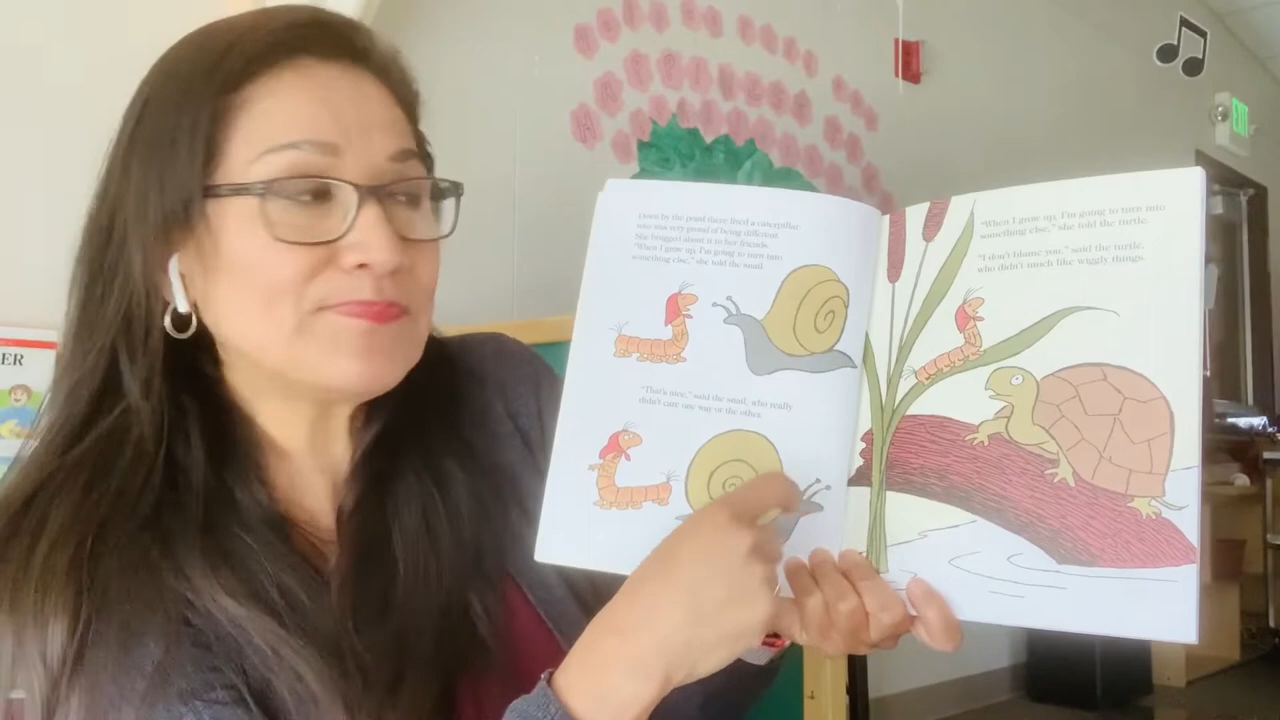 EXIT
ER
Down by the pond there lived a caterpillar
who was very proud of being different.
She bragged about it to her friends.
"When I grow up, I'm going to turn into
something else," she told the snail.
"That's nice," said the snail, who really
didn't care one way or the other.
"When I grow up, I'm going to turn into
something else," she told the turtle.
"I don't blame you," said the turtle,
who didn't much like wiggly things.